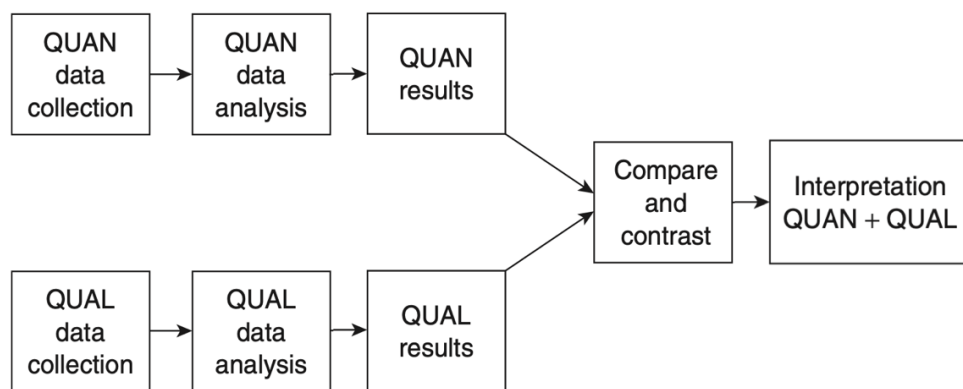 QUAN
data
collection
QUAN
data
analysis
QUAN
results
Compare
and
contrast
Interpretation
QUAN + QUAL
QUAL
data
collection
QUAL
data
analysis
QUAL
results